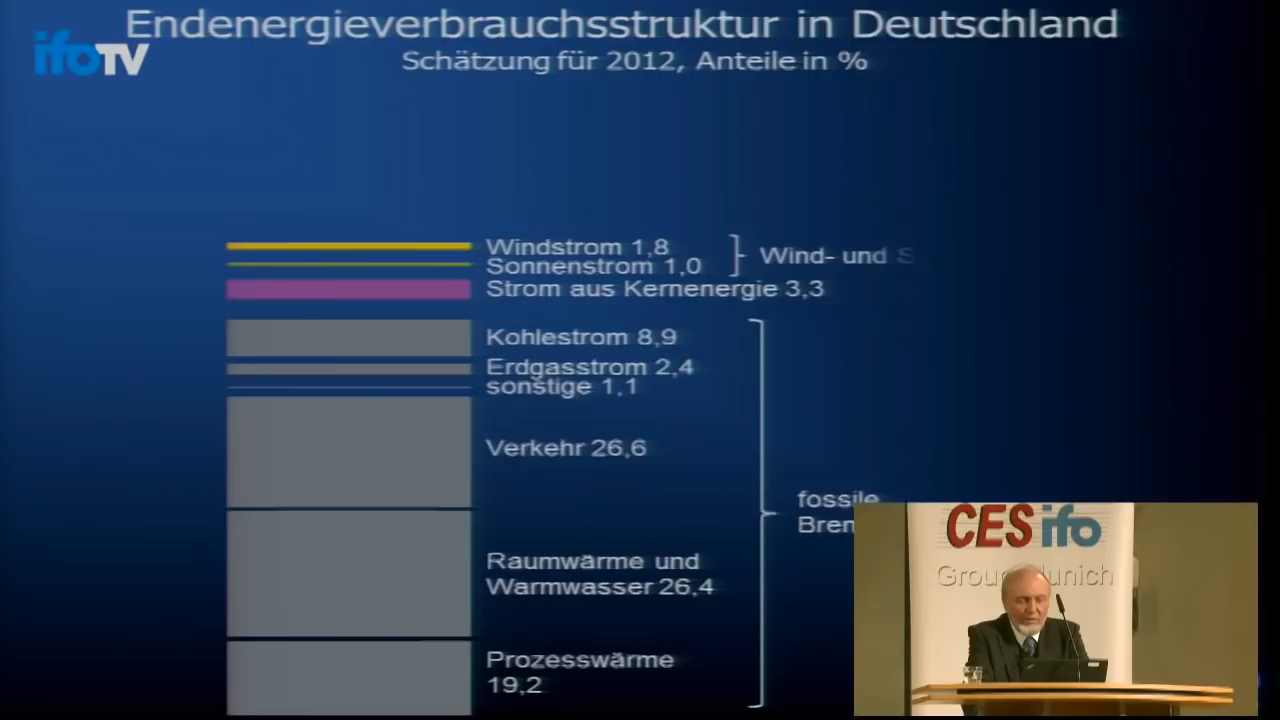 Endenergieverbrauchsstruktur in Deutschland
ifoTV
Schätzung für 2012, Anteile in %
Windstrom 1,8
Wind- und S
Sonnenstrom 1,0
Strom aus Kernenergie 3,3
Kohlestrom 8,9
Erdgasstrom 2,4
sonstige 1,1
Verkehr 26,6
fossile
Bren
Raumwärme und
Warmwasser 26,4
Prozesswärme
19,2
CESifo
Group Munich